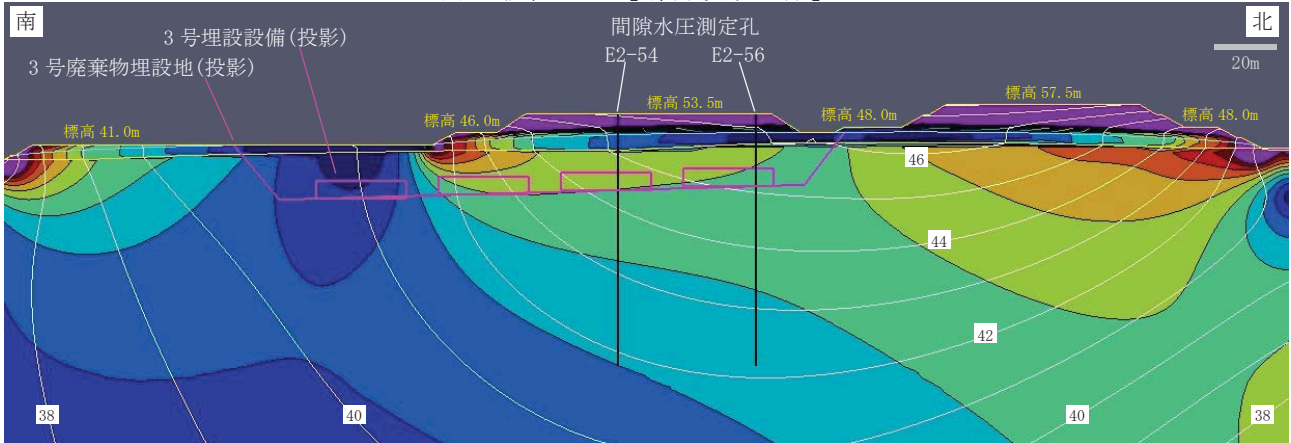 南
北
3 号埋設設備(投影)
3 号廃棄物埋設地(投影)
間隙水圧測定孔
E2-54
E2-56
20m
標高 41.0m
標高 46.0m
標高 53.5m
標高 48.0m
標高 57.5m
標高 48.0m
46
44
42
38
40
40
38